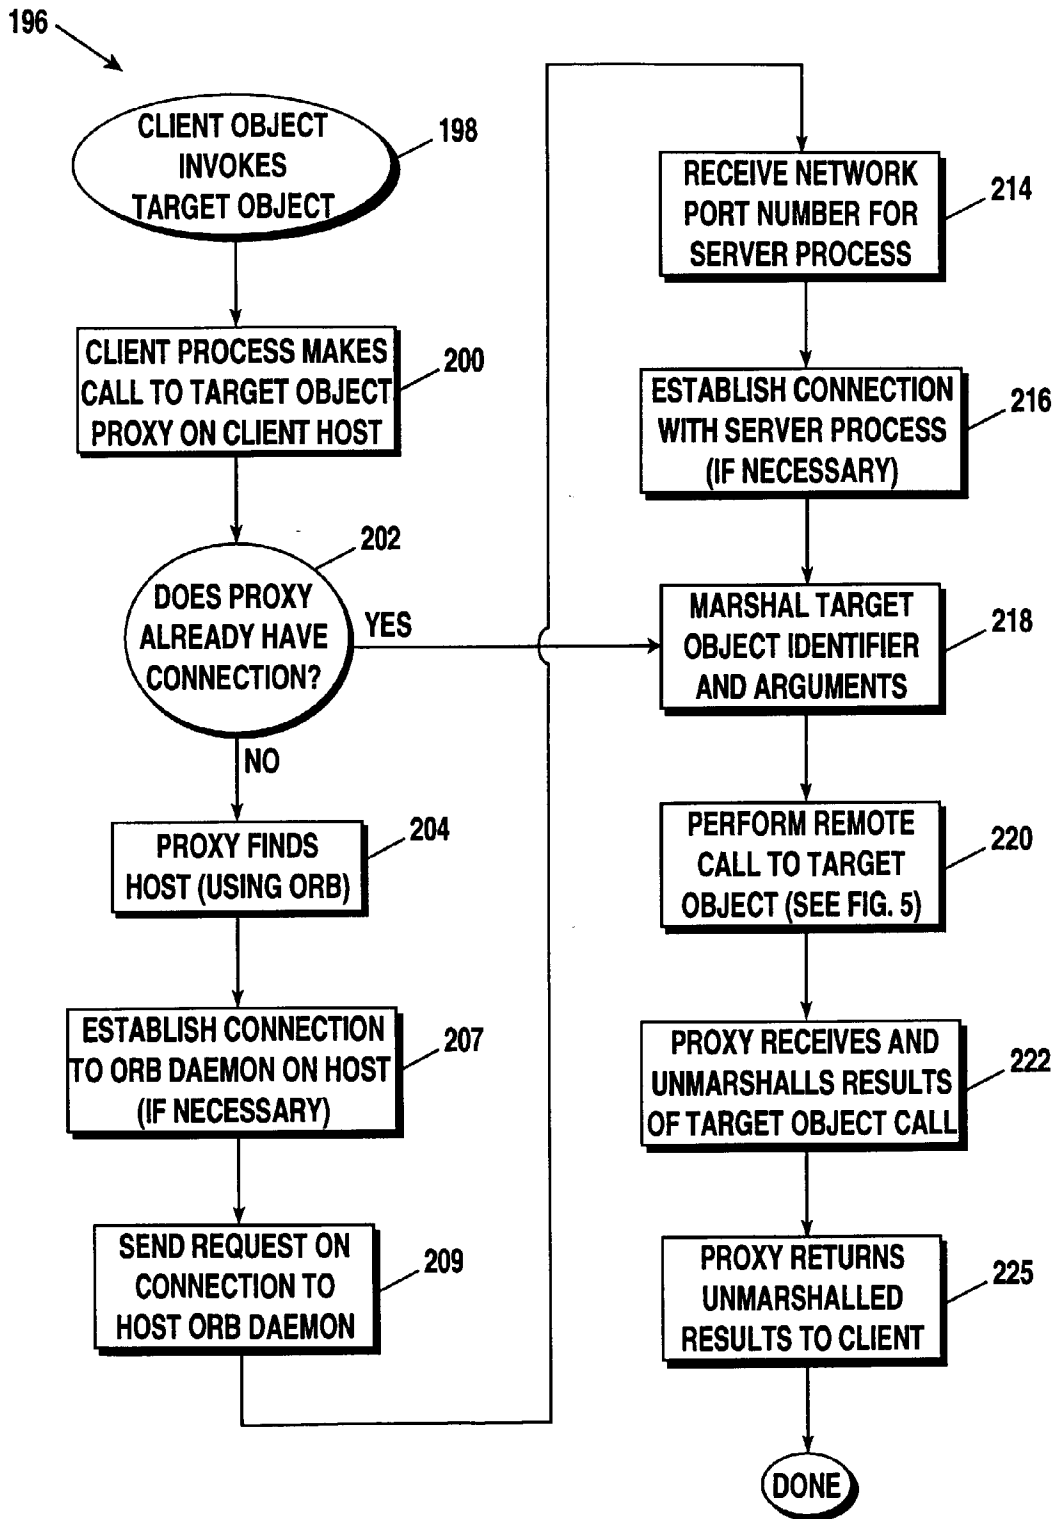 196
CLIENT OBJECT
INVOKES
TARGET OBJECT
198
CLIENT PROCESS MAKES
CALL TO TARGET OBJECT
PROXY ON CLIENT HOST
200
202
DOES PROXY
ALREADY HAVE
CONNECTION?
YES
NO
PROXY FINDS
HOST (USING ORB)
204
ESTABLISH CONNECTION
TO ORB DAEMON ON HOST
(IF NECESSARY)
207
SEND REQUEST ON
CONNECTION TO
HOST ORB DAEMON
209
RECEIVE NETWORK
PORT NUMBER FOR
SERVER PROCESS
214
ESTABLISH CONNECTION
WITH SERVER PROCESS
(IF NECESSARY)
216
MARSHAL TARGET
OBJECT IDENTIFIER
AND ARGUMENTS
218
PERFORM REMOTE
CALL TO TARGET
OBJECT (SEE FIG. 5)
220
PROXY RECEIVES AND
UNMARSHALLS RESULTS
OF TARGET OBJECT CALL
222
PROXY RETURNS
UNMARSHALLED
RESULTS TO CLIENT
225
DONE